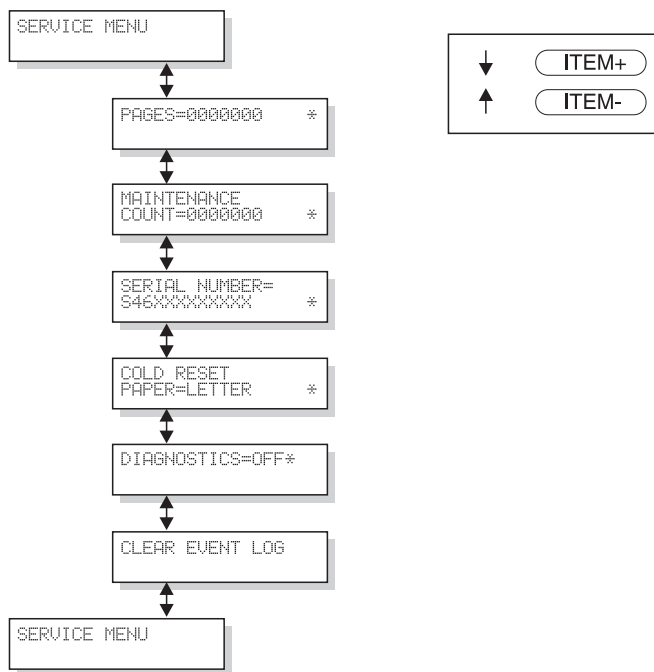 SERVICE MENU
ITEM+
ITEM-
PAGES=0000000 *
MAINTENANCE
COUNT=0000000 *
SERIAL NUMBER=
S46XXXXXXXXX *
COLD RESET
PAPER=LETTER *
DIAGNOSTICS=OFF*
CLEAR EVENT LOG
SERVICE MENU